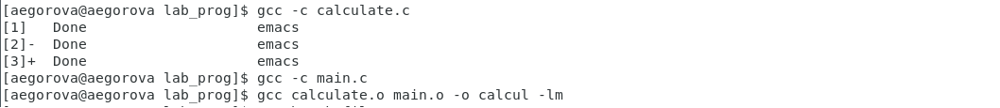 [aegorova@aegorova lab_prog]$ gcc -c calculate.c
[1]   Done                    emacs
[2]-  Done                    emacs
[3]+  Done                    emacs
[aegorova@aegorova lab_prog]$ gcc -c main.c
[aegorova@aegorova lab_prog]$ gcc calculate.o main.o -o calcul -lm